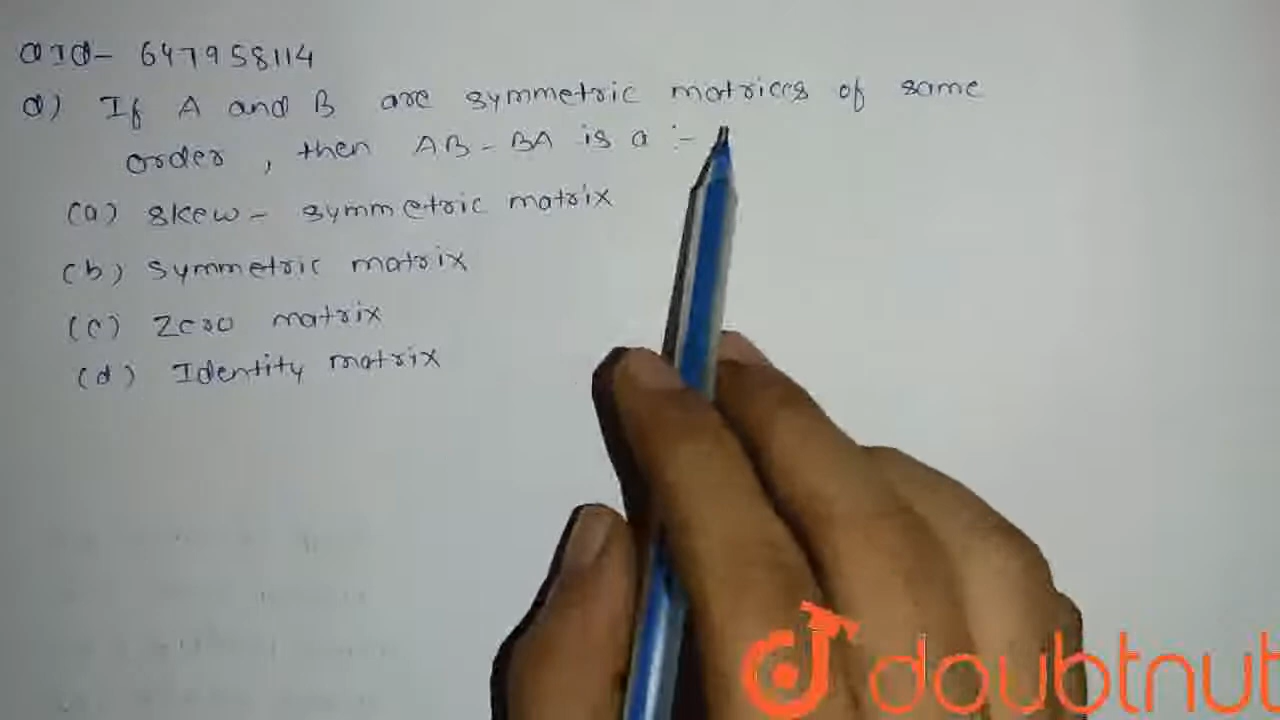 QID- 647958114
Q) If A and B are symmetric matrices of same
order, then AB-BA is a :-
(a) skew- symmetric matrix
(b) symmetric matrix
(c) Zero matrix
(d) Identity matrix
doubtnut